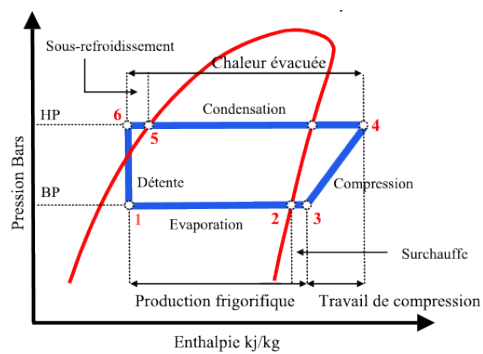 P
Sous-refroidissement
Chaleur évacuée
HP
6
5
Condensation
4
Pression Bars
Détente
Compression
BP
1
Evaporation
2
3
Surchauffe
Production frigorifique
Travail de compression
Enthalpie kj/kg